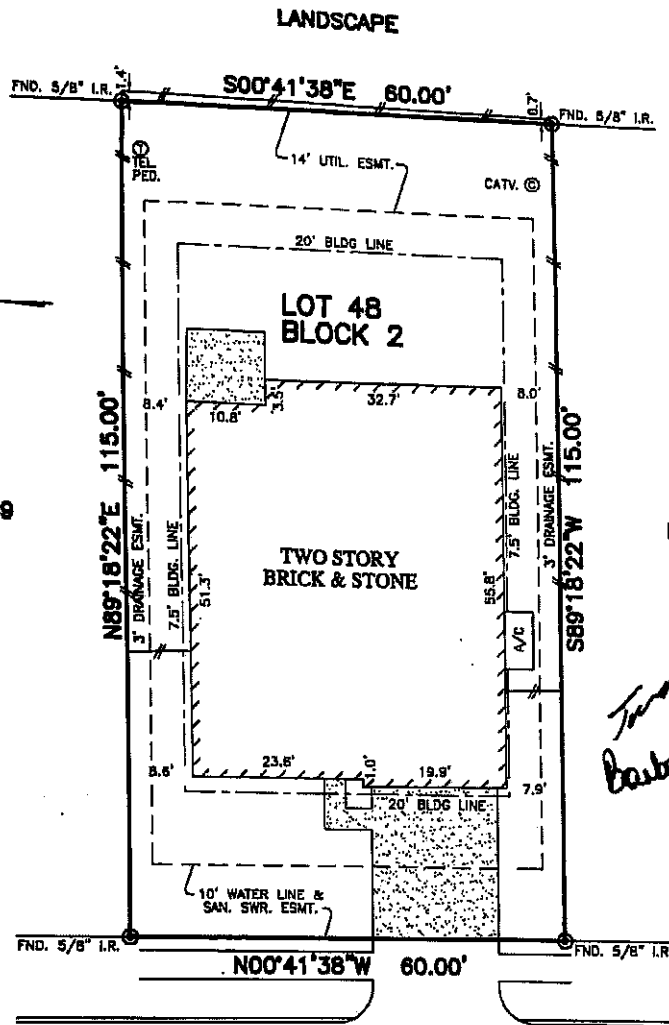 LANDSCAPE
FND. 5/8" I.R.
1.4'
S00°41'38"E 60.00'
0.7'
FND. 5/8" I.R.
14' UTIL. ESMT.
T
TEL.
PED.
CATV. C
20' BLDG LINE
LOT 48
BLOCK 2
8.4'
10.8'
3.5'
32.7'
8.0'
N89°18'22"E 115.00'
3' DRAINAGE ESMT.
7.5' BLDG. LINE
51.3'
TWO STORY
BRICK & STONE
55.8'
A/C
7.5' BLDG. LINE
3' DRAINAGE ESMT.
S89°18'22"W 115.00'
8.6'
23.6'
1.0'
19.9'
7.9'
20' BLDG LINE
10' WATER LINE &
SAN. SWR. ESMT.
FND. 5/8" I.R.
N00°41'38"W 60.00'
FND. 5/8" I.R